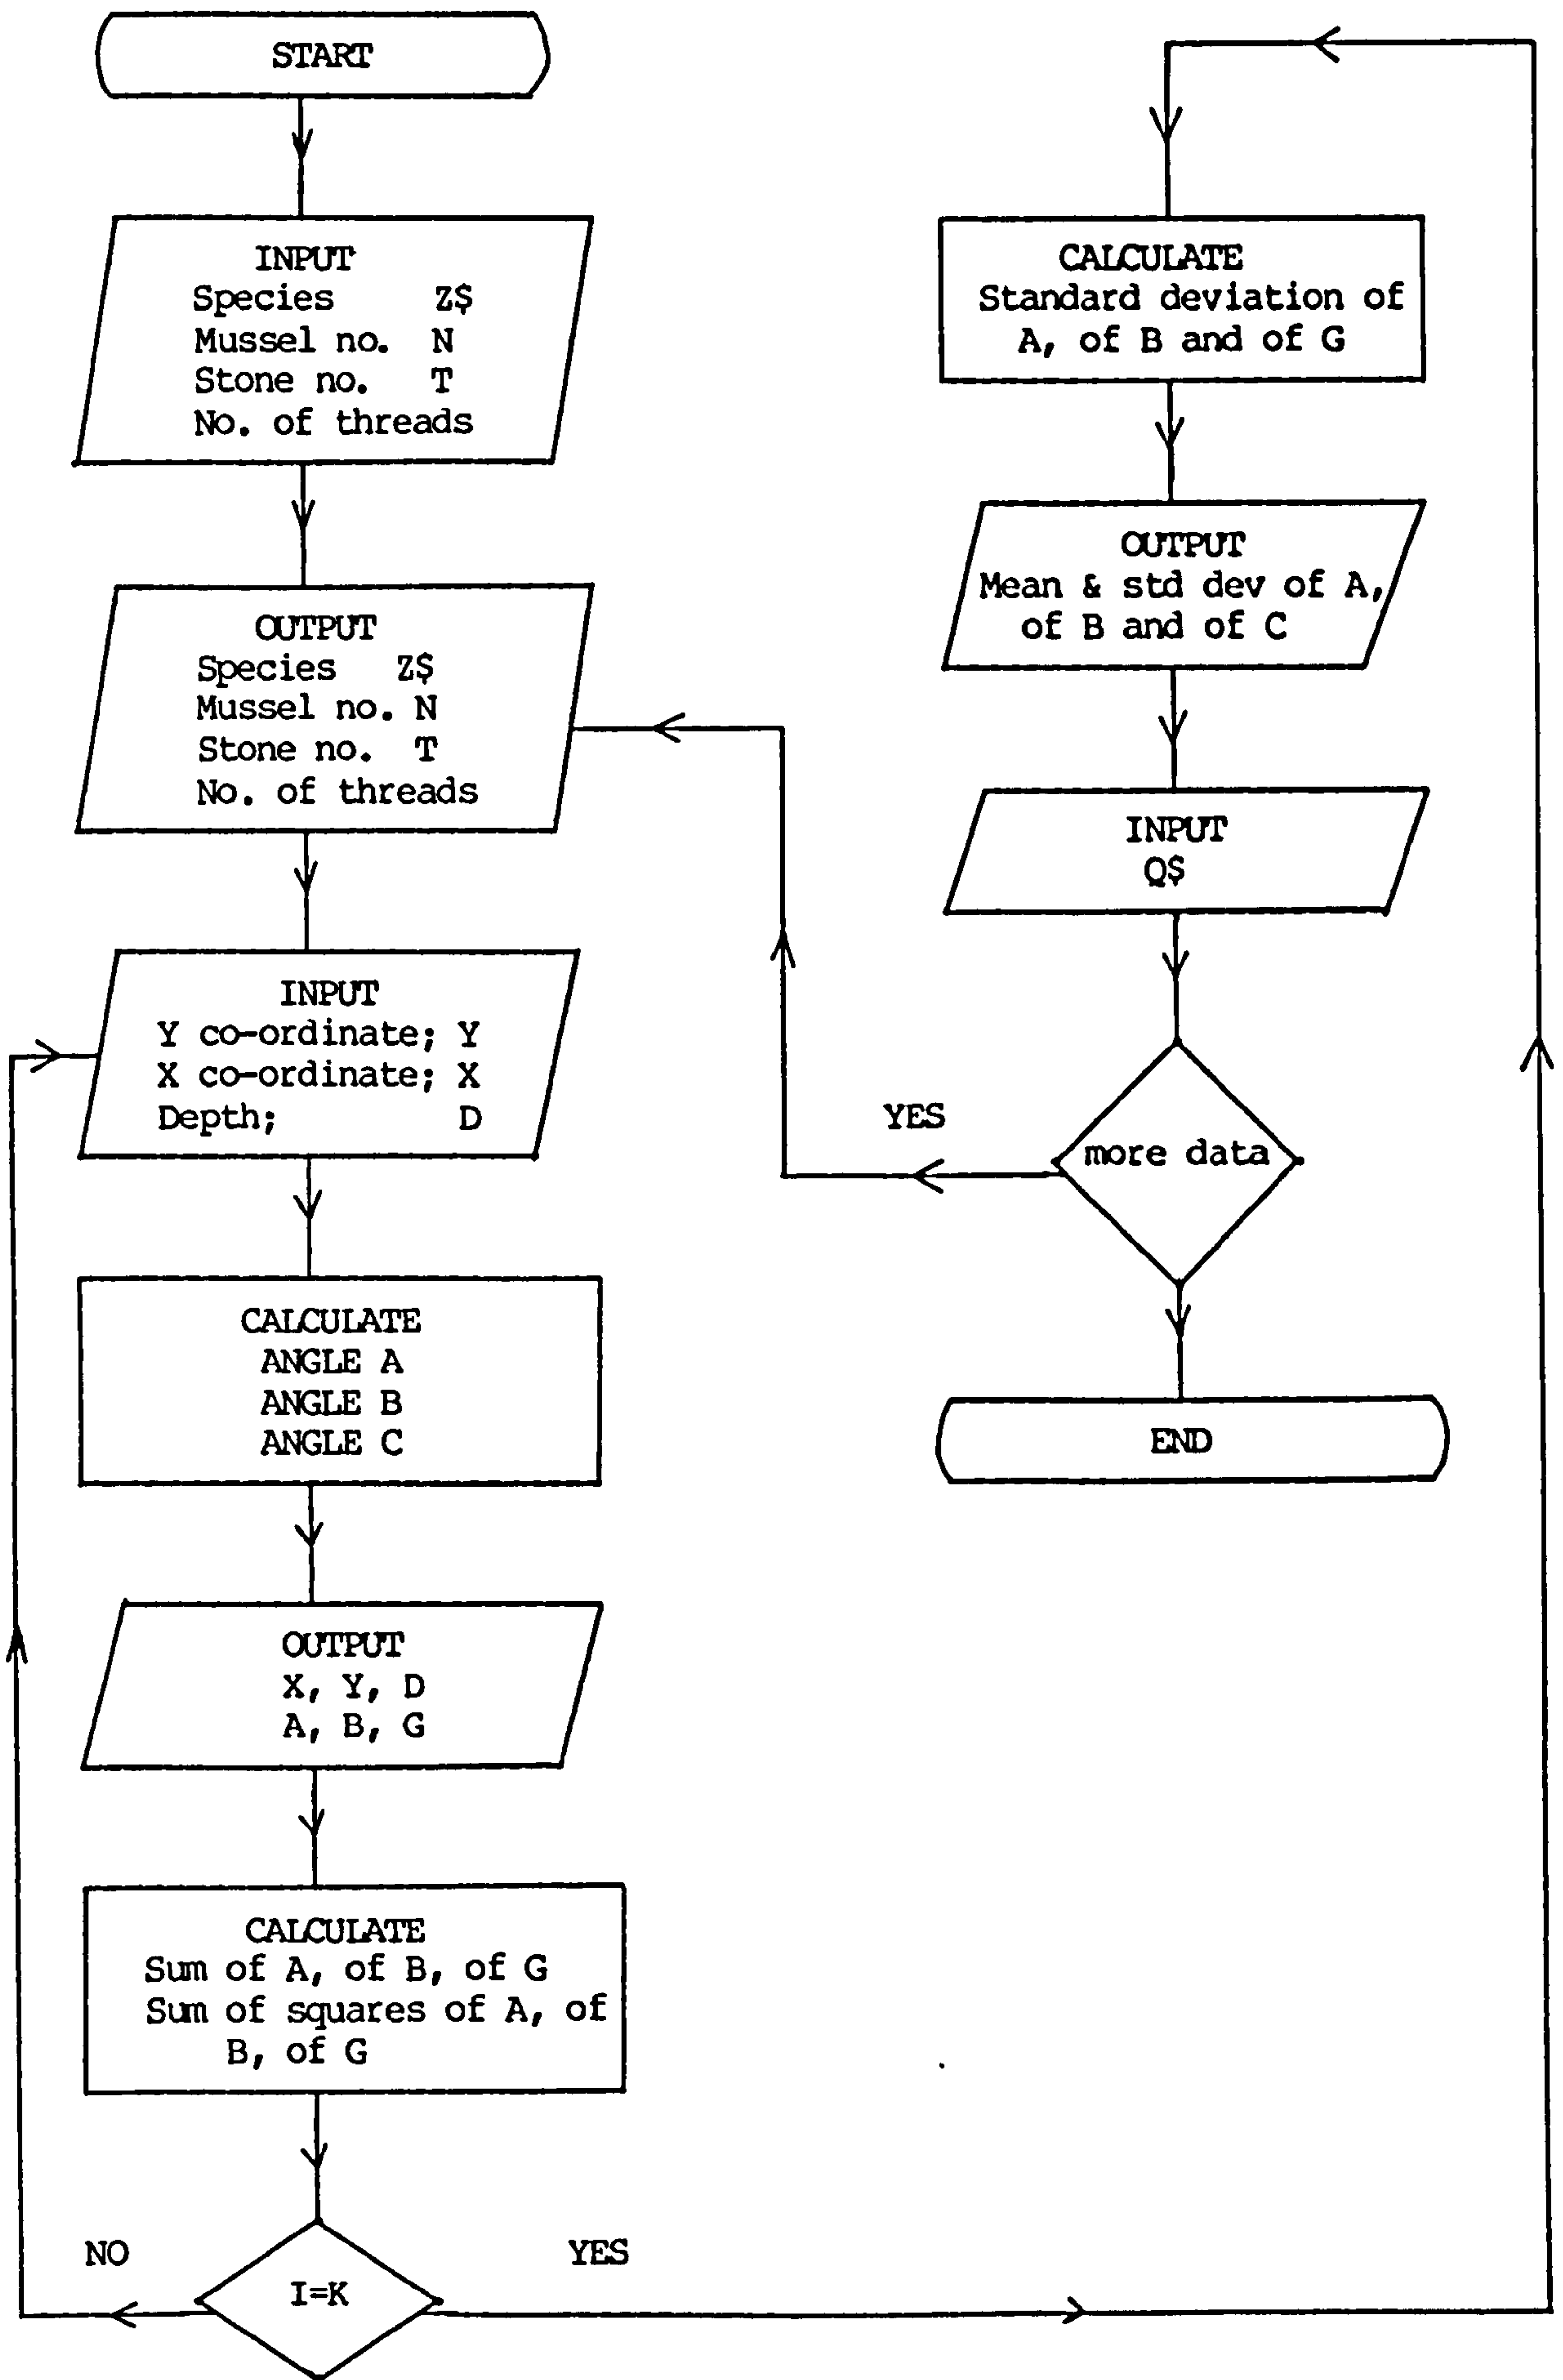 START
INPUT
Species Z$
Mussel no. N
Stone no. T
No. of threads
OUTPUT
Species Z$
Mussel no. N
Stone no. T
No. of threads
INPUT
Y co-ordinate; Y
X co-ordinate; X
Depth; D
CALCULATE
ANGLE A
ANGLE B
ANGLE C
OUTPUT
X, Y, D
A, B, G
CALCULATE
Sum of A, of B, of G
Sum of squares of A, of
B, of G
NO
I=K
YES
CALCULATE
Standard deviation of
A, of B and of G
OUTPUT
Mean & std dev of A,
of B and of C
INPUT
Q$
YES
more data
END